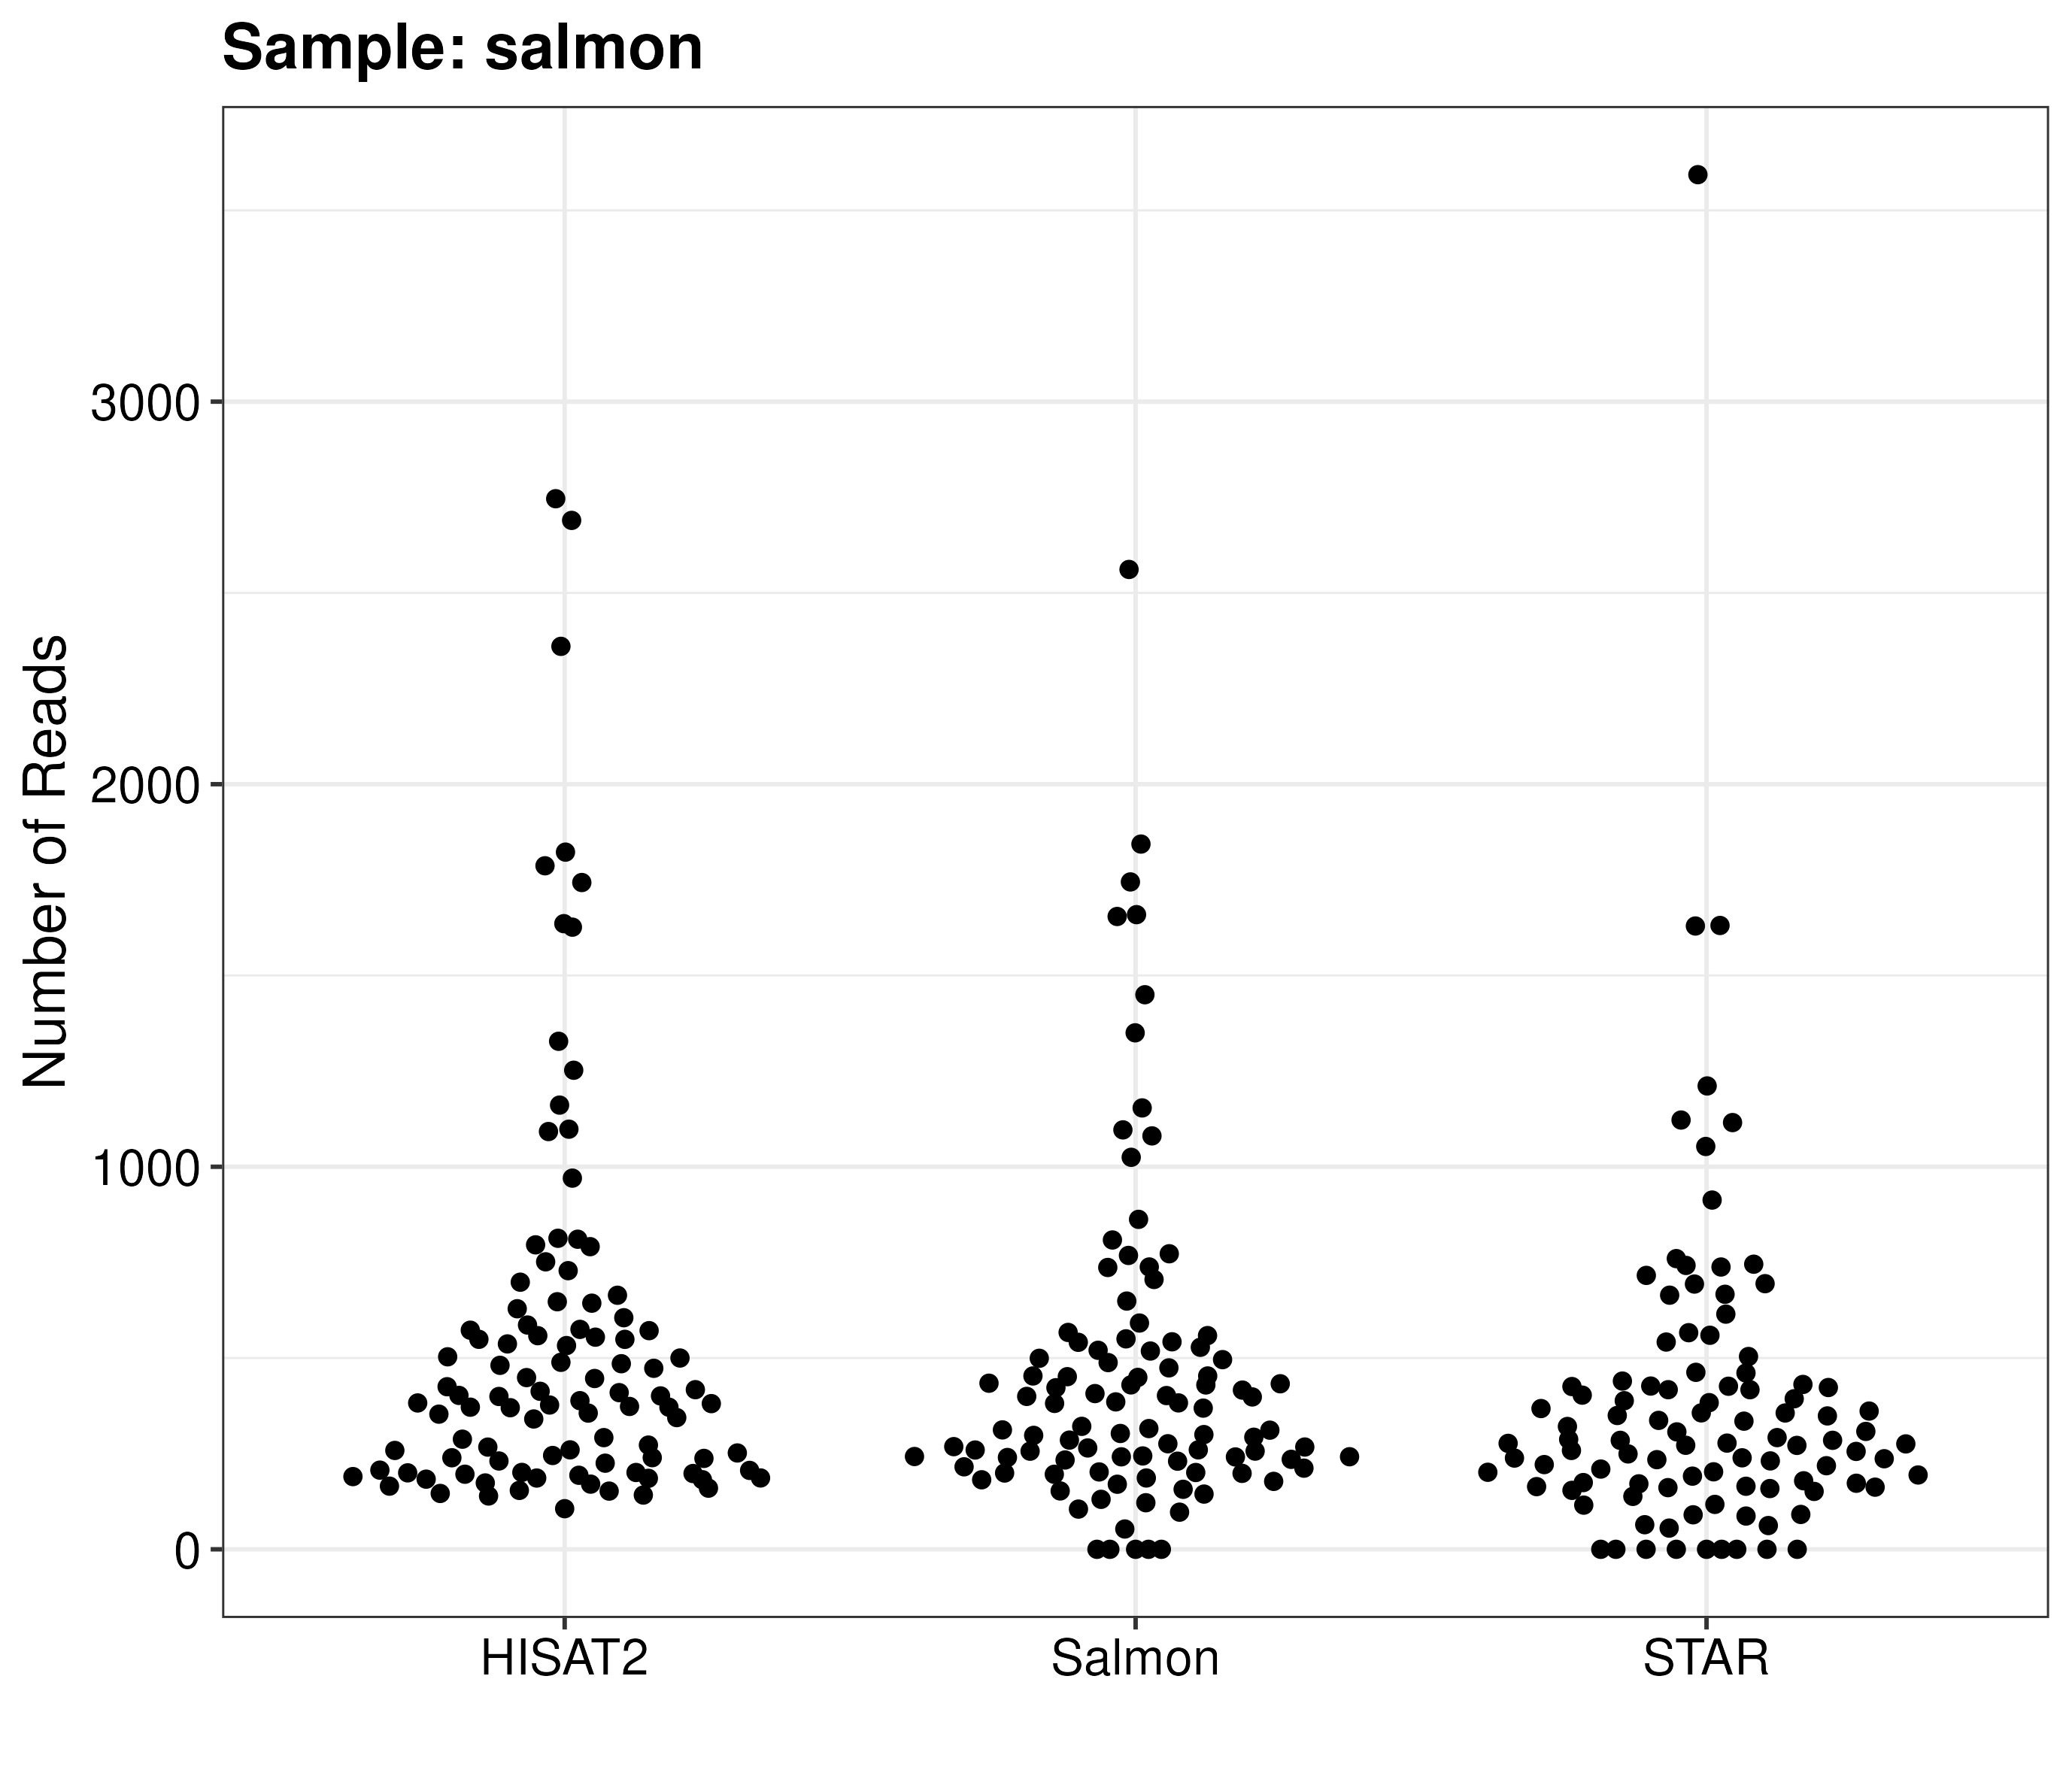 Sample: salmon
Number of Reads
3000
2000
1000
0
HISAT2
Salmon
STAR